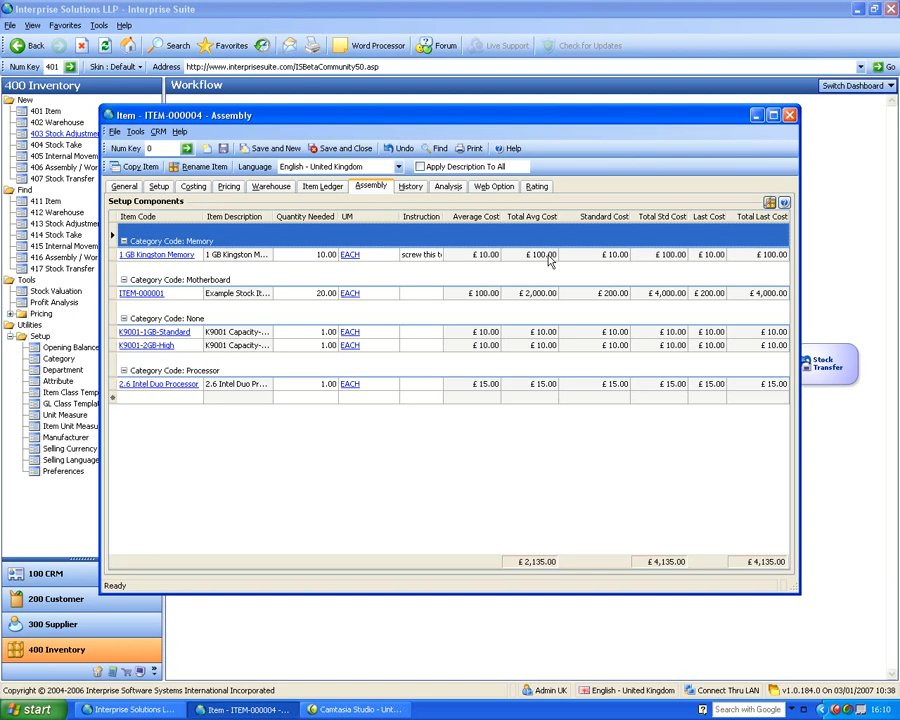 Interprise Solutions LLP - Interprise Suite
File View Favorites Tools Help
Back Search Favorites Word Processor Forum Live Support Check for Updates
Num Key 401 Skin : Default Address http://www.interprisesuite.com/ISBetaCommunity50.asp Go
400 Inventory
Workflow
Switch Dashboard
New
401 Item
402 Warehouse
403 Stock Adjustme
404 Stock Take
405 Internal Movem
406 Assembly / Wo
407 Stock Transfer
Find
411 Item
412 Warehouse
413 Stock Adjustm
414 Stock Take
415 Internal Movem
416 Assembly / Wo
417 Stock Transfer
Tools
Stock Valuation
Profit Analysis
Pricing
Utilities
Setup
Opening Balance
Category
Department
Attribute
Item Class Temp
GL Class Templa
Unit Measure
Item Unit Measu
Manufacturer
Selling Currency
Selling Language
Preferences
100 CRM
200 Customer
300 Supplier
400 Inventory
Item - ITEM-000004 - Assembly
File Tools CRM Help
Num Key 0 Save and New Save and Close Undo Find Print Help
Copy Item Rename Item Language English - United Kingdom Apply Description To All
General Setup Costing Pricing Warehouse Item Ledger Assembly History Analysis Web Option Rating
Setup Components
Item Code Item Description Quantity Needed UM Instruction Average Cost Total Avg Cost Standard Cost Total Std Cost Last Cost Total Last Cost
Category Code: Memory
1 GB Kingston Memory 1 GB Kingston M... 10.00 EACH screw this t £ 10.00 £ 100.00 £ 10.00 £ 100.00 £ 10.00 £ 100.00
Category Code: Motherboard
ITEM-000001 Example Stock It... 20.00 EACH £ 100.00 £ 2,000.00 £ 200.00 £ 4,000.00 £ 200.00 £ 4,000.00
Category Code: None
K9001-1GB-Standard K9001 Capacity-... 1.00 EACH £ 10.00 £ 10.00 £ 10.00 £ 10.00 £ 10.00 £ 10.00
K9001-2GB-High K9001 Capacity-... 1.00 EACH £ 10.00 £ 10.00 £ 10.00 £ 10.00 £ 10.00 £ 10.00
Category Code: Processor
2.6 Intel Duo Processor 2.6 Intel Duo Pr... 1.00 EACH £ 15.00 £ 15.00 £ 15.00 £ 15.00 £ 15.00 £ 15.00
£ 2,135.00 £ 4,135.00 £ 4,135.00
Ready
Stock
Transfer
Copyright © 2004-2006 Interprise Software Systems International Incorporated Admin UK English - United Kingdom Connect Thru LAN v1.0.184.0 On 03/01/2007 10:38
start Interprise Solutions L... Item - ITEM-000004 -... Camtasia Studio - Unt... Search with Google 16:10